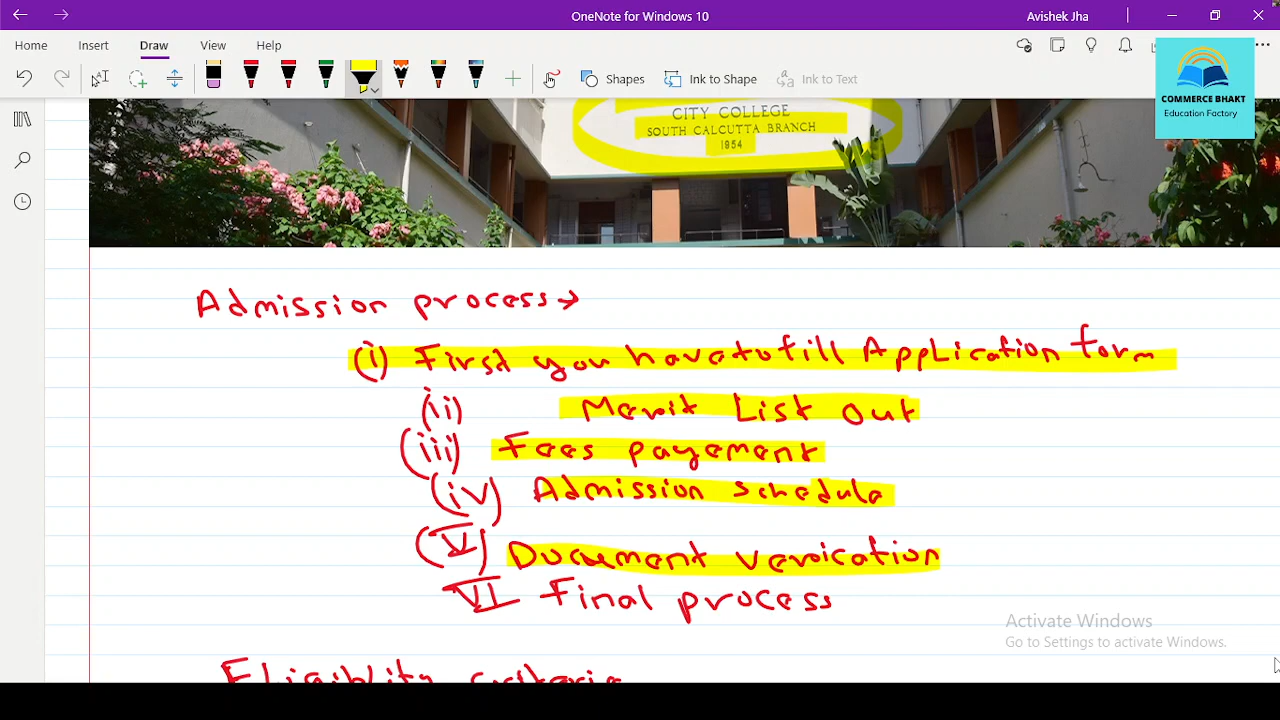 OneNote for Windows 10
Avishek Jha
Home Insert Draw View Help
Shapes Ink to Shape Ink to Text
COMMERCE BHAKT
Education Factory
CITY COLLEGE
SOUTH CALCUTTA BRANCH
1954
Admission process →
(i) First you have to fill Application form
(ii) Merit List Out
(iii) Fees payement
(iv) Admission schedule
(V) Document verication
VI Final process
Activate Windows
Go to Settings to activate Windows.
Eligiblity criteria